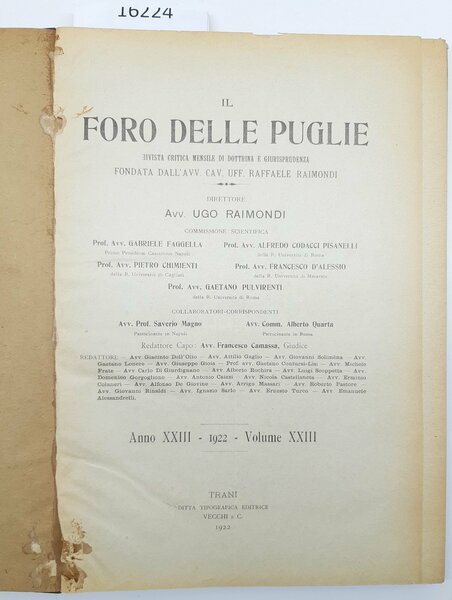 16224
IL
FORO DELLE PUGLIE
RIVISTA CRITICA MENSILE DI DOTTRINA E GIURISPRUDENZA
FONDATA DALL'AVV. CAV. UFF. RAFFAELE RAIMONDI
DIRETTORE
AVV. UGO RAIMONDI
COMMISSIONE SCIENTIFICA
Prof. Avv. GABRIELE FAGGELLA
Primo Presidente Cassazione Napoli
Prof. Avv. ALFREDO CODACCI PISANELLI
della R. Università di Roma
Prof. Avv. PIETRO CHIMIENTI
della R. Università di Cagliari
Prof. Avv. FRANCESCO D'ALESSIO
della R. Università di Macerata
Prof. Avv. GAETANO PULVIRENTI
della R. Università di Roma
COLLABORATORI-CORRISPONDENTI
Avv. Prof. Saverio Magno
Patrocinante in Napoli
Avv. Comm. Alberto Quarta
Patrocinante in Roma
Redattore Capo: Avv. Francesco Camassa, Giudice
REDATTORI: — Avv. Giacinto Dell'Olio — Avv. Attilio Gaglio — Avv. Giovanni Solimena — Avv.
Gaetano Lentera — Avv. Giuseppe Gioia — Prof. avv. Gaetano Contursi-Lisi — Avv. Michele
Frate — Avv Carlo Di Giurdignano — Avv. Alberto Rochira — Avv. Luigi Scoppetta — Avv.
Domenico Gorgoglione — Avv. Antonio Caizzi — Avv. Nicola Castellaneta — Avv. Erminio
Colaneri — Avv. Alfonso De Giovine — Avv. Arrigo Massari — Avv Roberto Pastore —
Avv. Giovanni Rinaldi — Avv. Ignazio Sarlo — Avv. Ernesto Turco — Avv. Emanuele
Alessandrelli.
Anno XXIII - 1922 - Volume XXIII
TRANI
DITTA TIPOGRAFICA EDITRICE
VECCHI e C.
1922